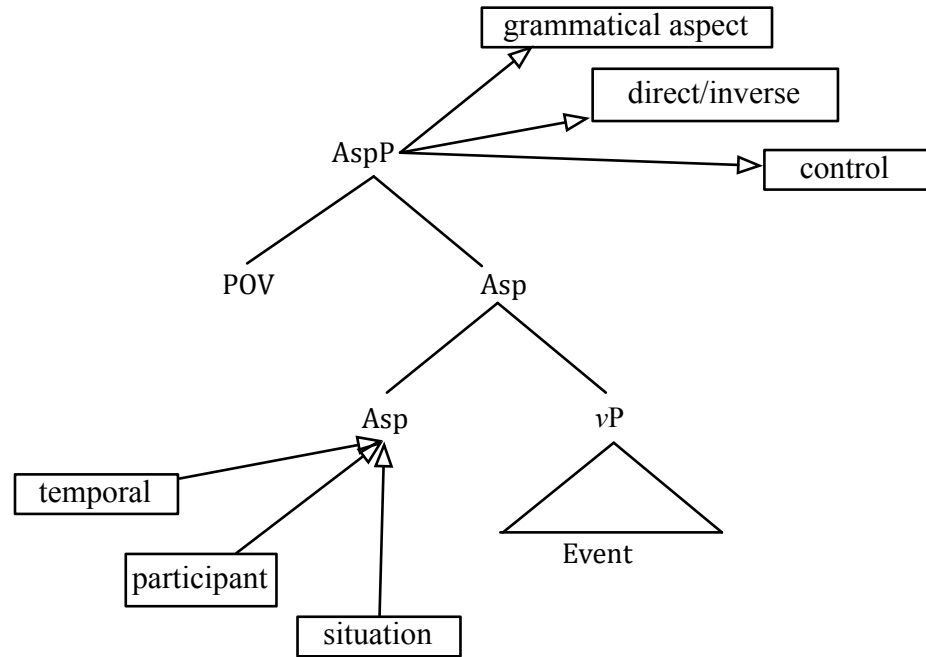 grammatical aspect
direct/inverse
AspP
control
POV
Asp
Asp
vP
temporal
Event
participant
situation